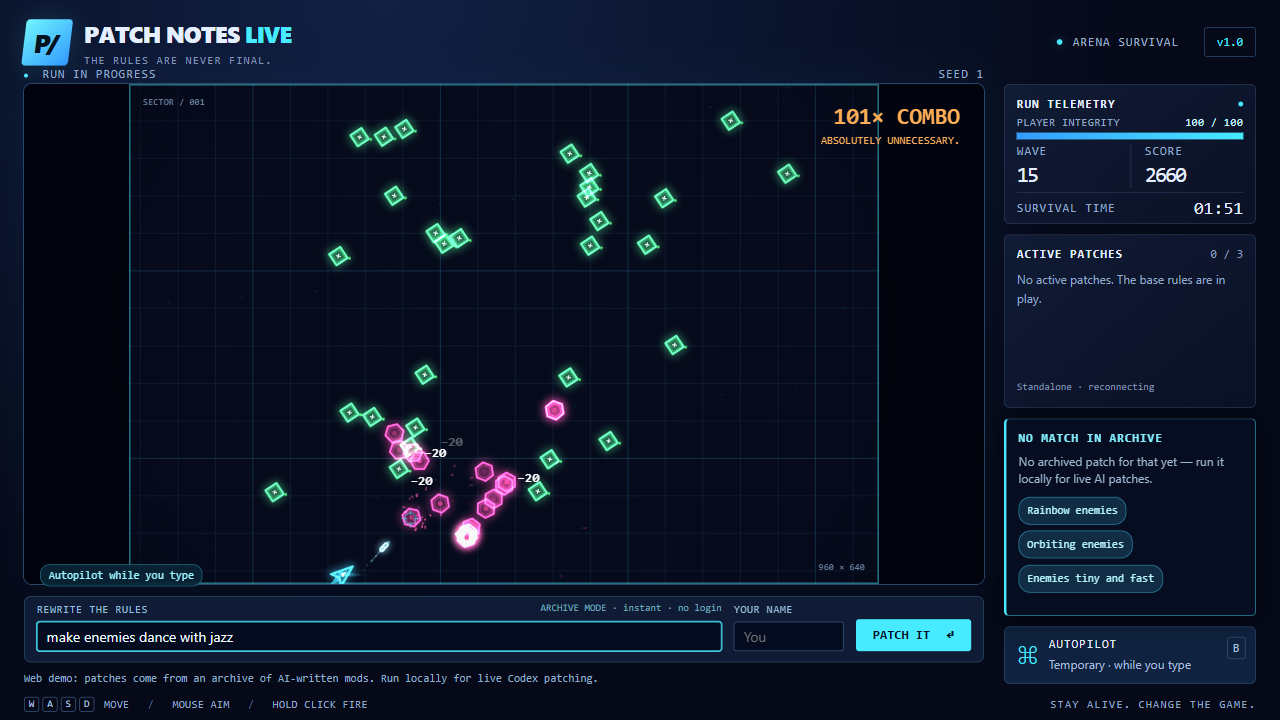 P/
PATCH NOTES LIVE
THE RULES ARE NEVER FINAL.
ARENA SURVIVAL
v1.0
RUN IN PROGRESS
SEED 1
SECTOR / 001
101× COMBO
ABSOLUTELY UNNECESSARY.
−20
−20
−20
−20
960 × 640
Autopilot while you type
RUN TELEMETRY
PLAYER INTEGRITY 100 / 100
WAVE SCORE
15 2660
SURVIVAL TIME 01:51
ACTIVE PATCHES 0 / 3
No active patches. The base rules are in
play.
Standalone · reconnecting
NO MATCH IN ARCHIVE
No archived patch for that yet — run it
locally for live AI patches.
Rainbow enemies
Orbiting enemies
Enemies tiny and fast
REWRITE THE RULES ARCHIVE MODE · instant · no login YOUR NAME
make enemies dance with jazz You PATCH IT ⏎
AUTOPILOT B
Temporary · while you type
Web demo: patches come from an archive of AI-written mods. Run locally for live Codex patching.
W A S D MOVE / MOUSE AIM / HOLD CLICK FIRE
STAY ALIVE. CHANGE THE GAME.